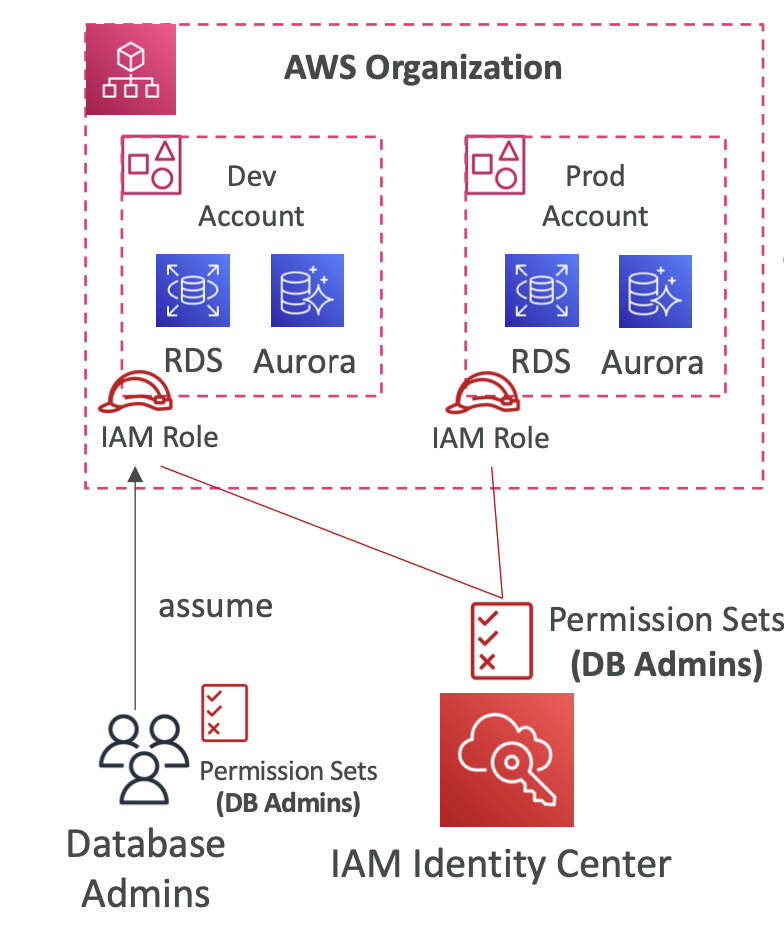 AWS Organization
Dev
Account
RDS
Aurora
IAM Role
Prod
Account
RDS
Aurora
IAM Role
assume
Permission Sets
(DB Admins)
Permission Sets
(DB Admins)
Database
Admins
IAM Identity Center